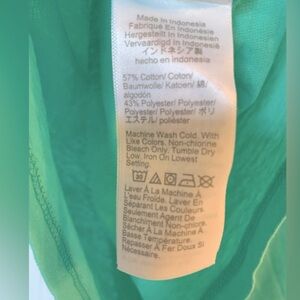 Made In Indonesia
Fabriqué En Indonésie
Hergestellt In Indonesien
Vervaardigd in Indonesië
インドネシア製
hecho en indonesia
57% Cotton/ Coton/
Baumwolle/ Katoen/ 綿/
algodón
43% Polyester/ Polyester/
Polyester/ Polyester/ ポリ
エステル/ poliéster
Machine Wash Cold. With
Like Colors. Non-chlorine
Bleach Only. Tumble Dry
Low. Iron On Lowest
Setting.
Laver À La Machine À
L'eau Froide. Laver En
Séparant Les Couleurs
Seulement Agent De
Blanchiment Non-chloric.
Sécher À La Machine À
Basse Température.
Repasser À Fer Doux Si
Nécessaire.